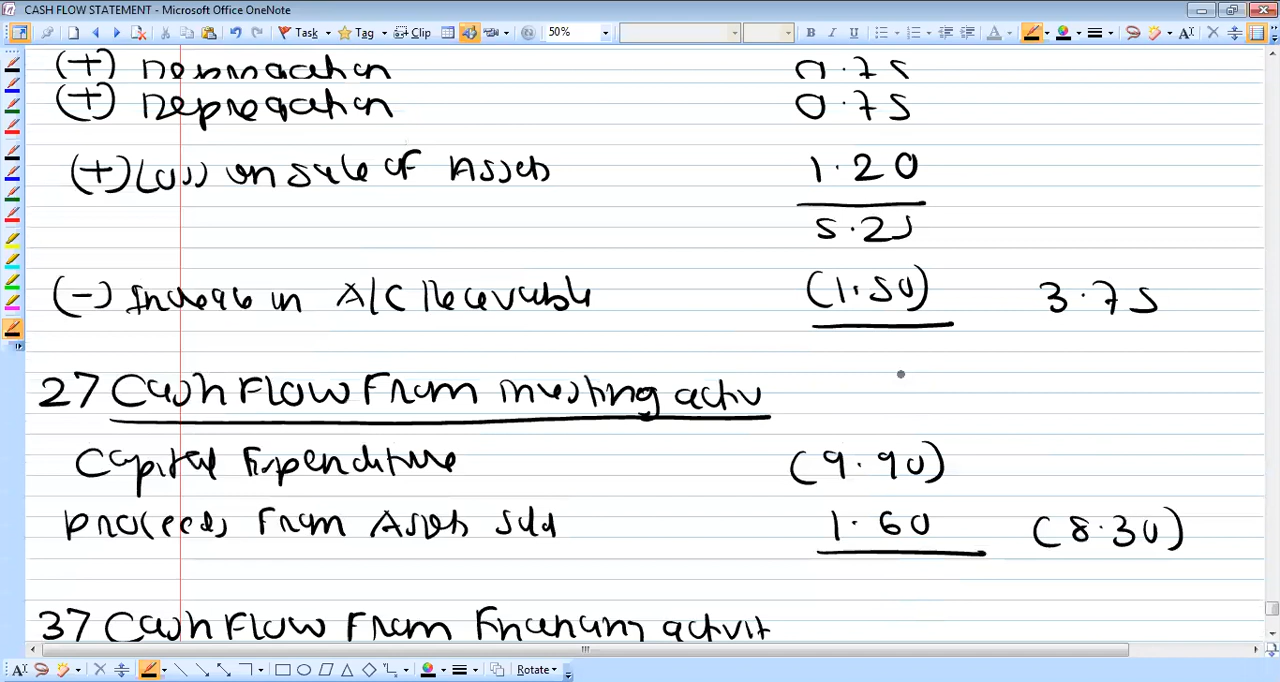 CASH FLOW STATEMENT - Microsoft Office OneNote
Task Tag Clip 50% B I U
(+) Depreciation 0.75
(+) Depreciation 0.75
(+) Loss on sale of Assets 1.20
5.25
(-) Increase in A/C Receivable (1.50) 3.75
2) Cash Flow From Investing activ
Capital Expenditure (9.90)
Proceeds From Assets Sold 1.60 (8.30)
3) Cash Flow From Financing activit
Rotate